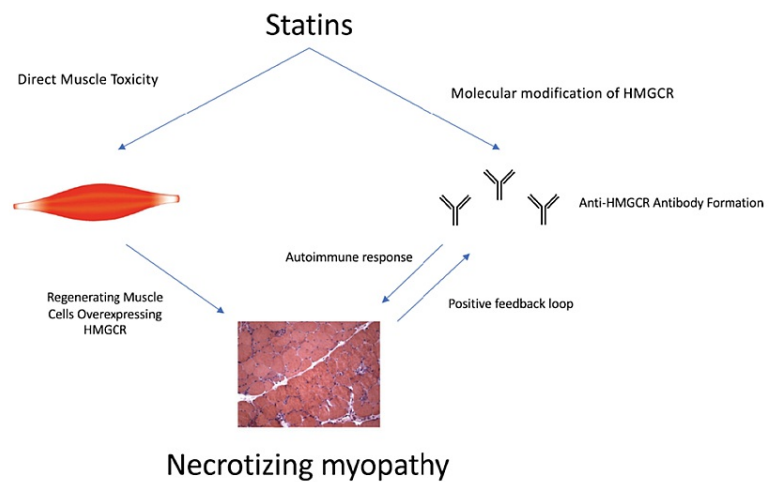 Statins
Direct Muscle Toxicity
Molecular modification of HMGCR
Anti-HMGCR Antibody Formation
Autoimmune response
Regenerating Muscle
Cells Overexpressing
HMGCR
Positive feedback loop
Necrotizing myopathy